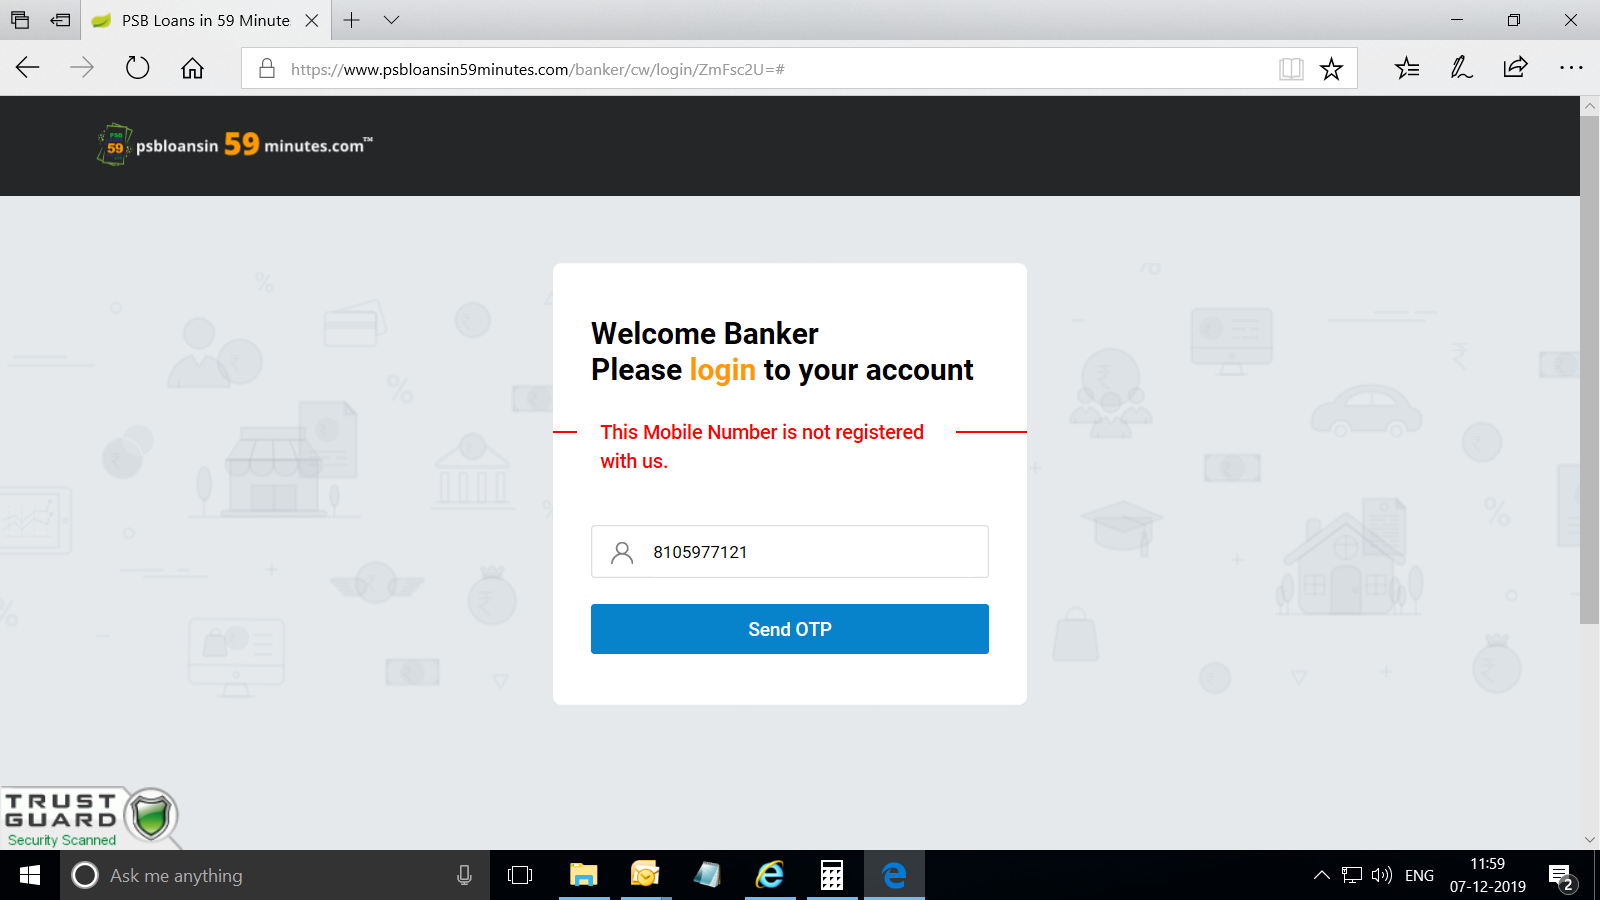 PSB Loans in 59 Minute
https://www.psbloansin59minutes.com/banker/cw/login/ZmFsc2U=#
PSB
59
psbloansin 59 minutes.com™
Welcome Banker
Please login to your account
This Mobile Number is not registered
with us.
8105977121
Send OTP
TRUST
GUARD
Security Scanned
Ask me anything
ENG
11:59
07-12-2019
2